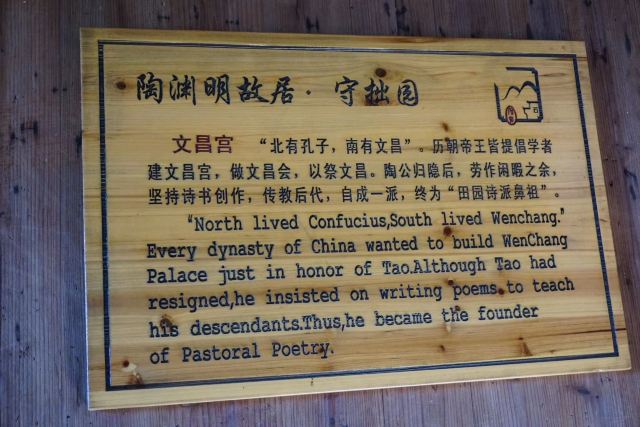 陶渊明故居·守拙园
文昌宫 “北有孔子，南有文昌”。历朝帝王皆提倡学者
建文昌宫，做文昌会，以祭文昌。陶公归隐后，劳作闲暇之余，
坚持诗书创作，传教后代，自成一派，终为“田园诗派鼻祖”。
"North lived Confucius,South lived Wenchang."
Every dynasty of China wanted to build WenChang
Palace just in honor of Tao.Although Tao had
resigned,he insisted on writing poems to teach
his descendants.Thus,he became the founder
of Pastoral Poetry.